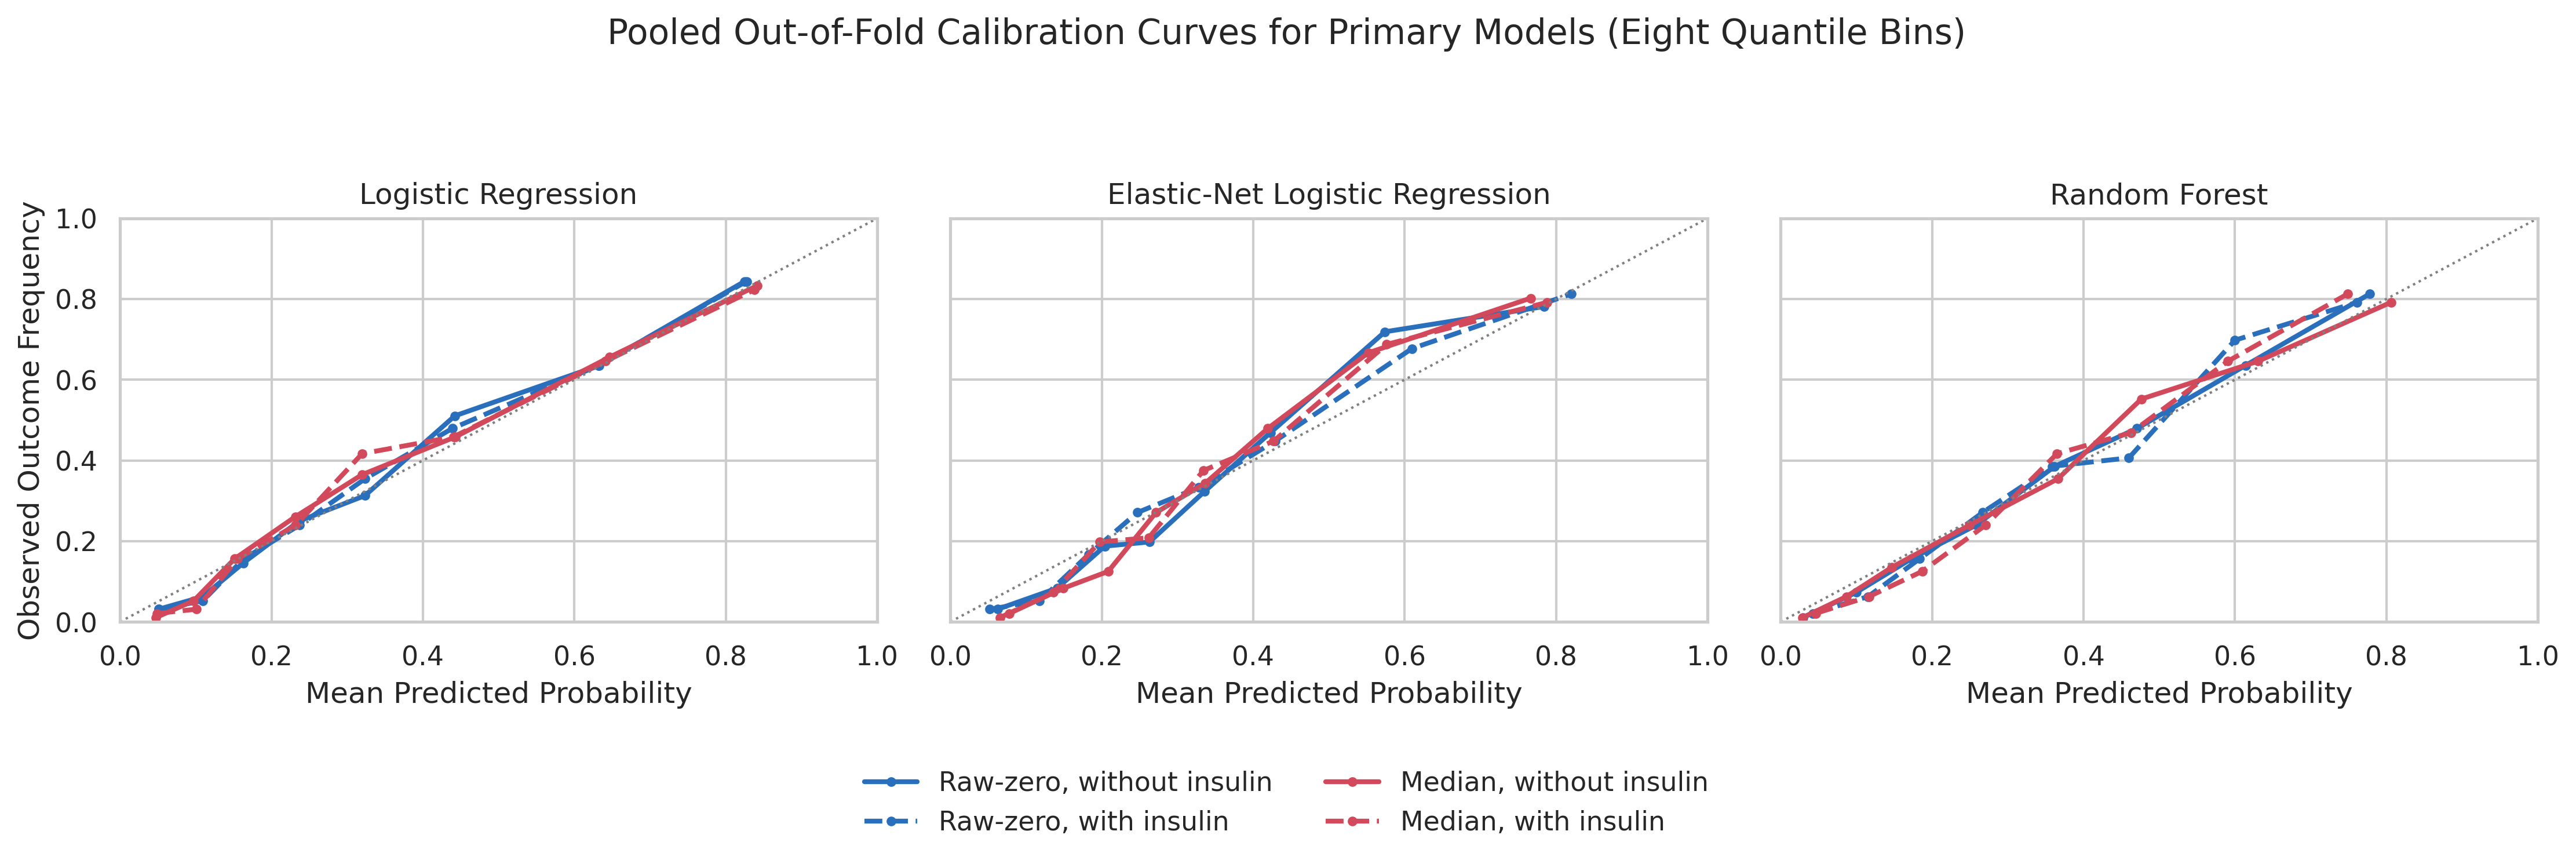 Pooled Out-of-Fold Calibration Curves for Primary Models (Eight Quantile Bins)
Logistic Regression
Elastic-Net Logistic Regression
Random Forest
Observed Outcome Frequency
1.0
0.8
0.6
0.4
0.2
0.0
0.0 0.2 0.4 0.6 0.8 1.0
0.0 0.2 0.4 0.6 0.8 1.0
0.0 0.2 0.4 0.6 0.8 1.0
Mean Predicted Probability
Mean Predicted Probability
Mean Predicted Probability
Raw-zero, without insulin
Raw-zero, with insulin
Median, without insulin
Median, with insulin